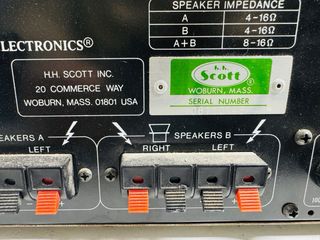 SPEAKER IMPEDANCE
A 4-16Ω
B 4-16Ω
A+B 8-16Ω
LECTRONICS®
H.H. SCOTT INC.
20 COMMERCE WAY
WOBURN, MASS. 01801 USA
H.H.
Scott
WOBURN, MASS.
SERIAL NUMBER
PEAKERS A
LEFT
SPEAKERS B
RIGHT LEFT
+